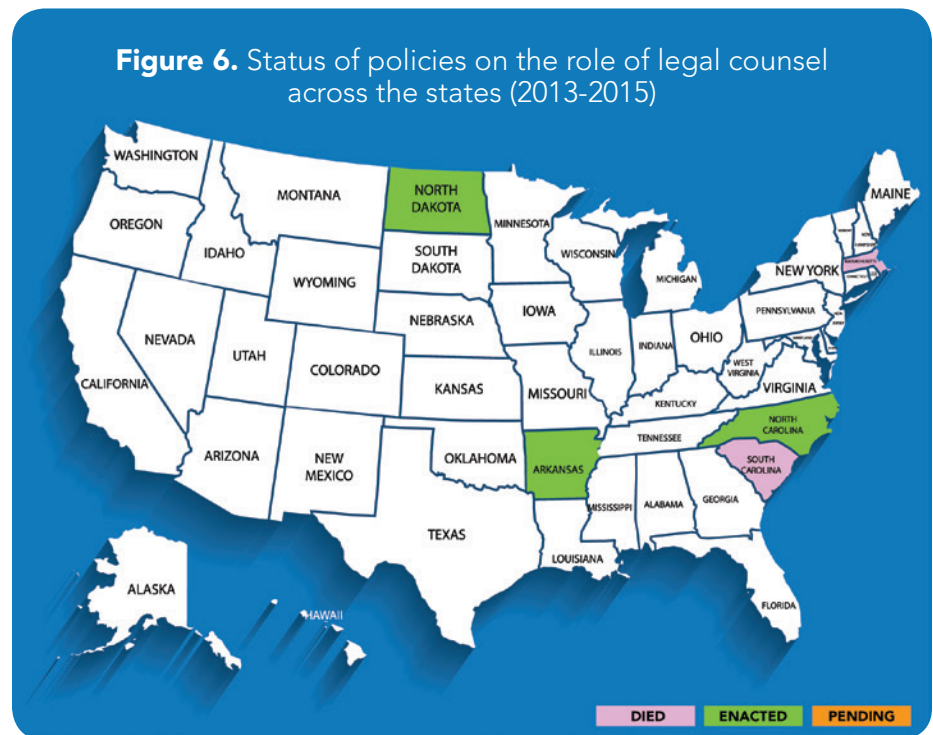 Figure 6. Status of policies on the role of legal counsel
across the states (2013-2015)
WASHINGTON
MONTANA
NORTH
DAKOTA
MINNESOTA
MAINE
OREGON
IDAHO
SOUTH
DAKOTA
WISCONSIN
MICHIGAN
NEW YORK
MASSACHUSETTS
WYOMING
NEBRASKA
IOWA
PENNSYLVANIA
NEVADA
UTAH
COLORADO
ILLINOIS
INDIANA
OHIO
WEST
VIRGINIA
CALIFORNIA
KANSAS
MISSOURI
KENTUCKY
VIRGINIA
ARIZONA
NEW
MEXICO
OKLAHOMA
ARKANSAS
TENNESSEE
NORTH
CAROLINA
SOUTH
CAROLINA
MISSISSIPPI
ALABAMA
GEORGIA
TEXAS
LOUISIANA
FLORIDA
ALASKA
HAWAII
DIED
ENACTED
PENDING